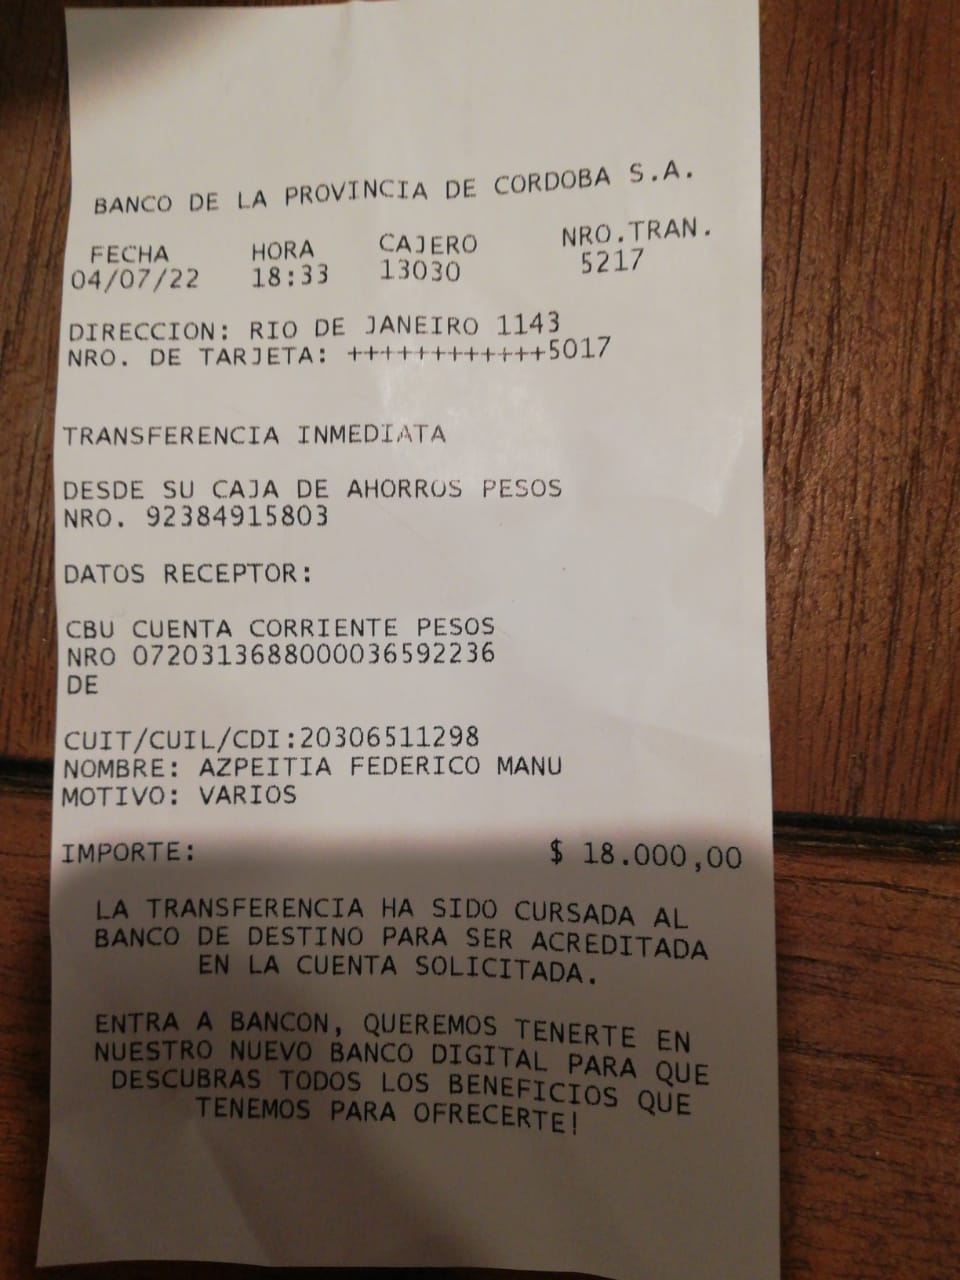 BANCO DE LA PROVINCIA DE CORDOBA S.A.
FECHA HORA CAJERO NRO.TRAN.
04/07/22 18:33 13030 5217
DIRECCION: RIO DE JANEIRO 1143
NRO. DE TARJETA: ++++++++++++5017
TRANSFERENCIA INMEDIATA
DESDE SU CAJA DE AHORROS PESOS
NRO. 92384915803
DATOS RECEPTOR:
CBU CUENTA CORRIENTE PESOS
NRO 0720313688000036592236
DE
CUIT/CUIL/CDI:20306511298
NOMBRE: AZPEITIA FEDERICO MANU
MOTIVO: VARIOS
IMPORTE: $ 18.000,00
LA TRANSFERENCIA HA SIDO CURSADA AL
BANCO DE DESTINO PARA SER ACREDITADA
EN LA CUENTA SOLICITADA.
ENTRA A BANCON, QUEREMOS TENERTE EN
NUESTRO NUEVO BANCO DIGITAL PARA QUE
DESCUBRAS TODOS LOS BENEFICIOS QUE
TENEMOS PARA OFRECERTE!